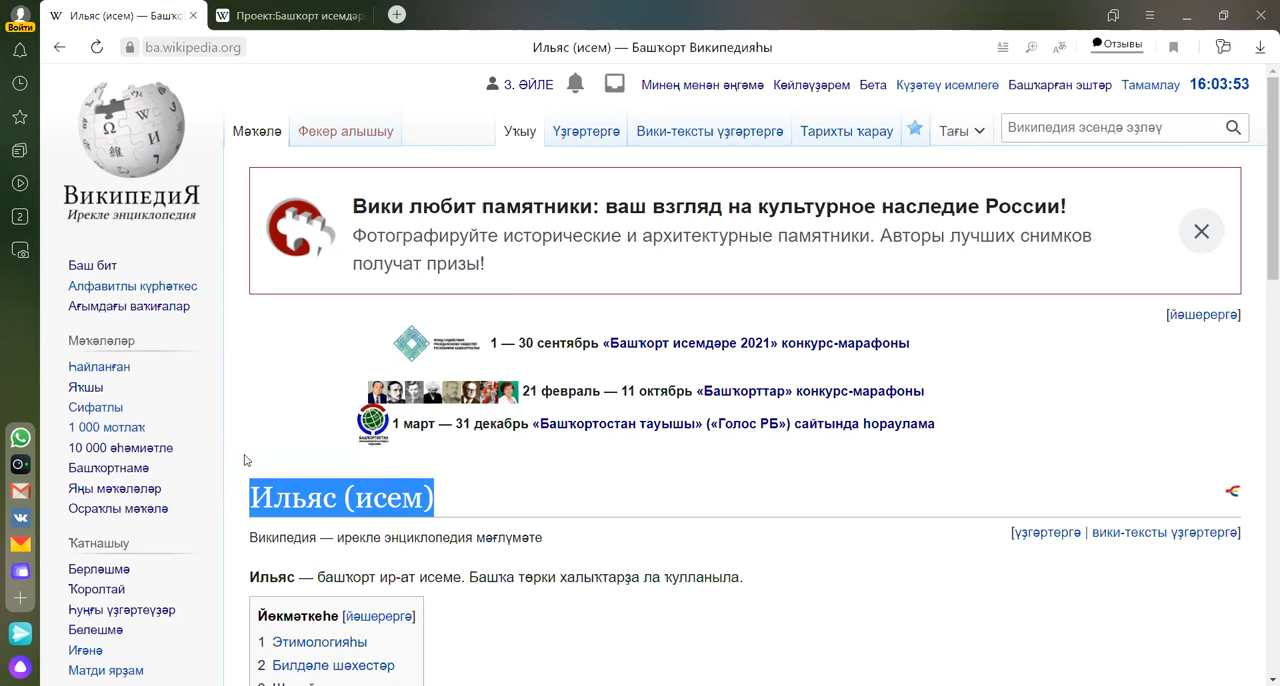 Ильяс (исем) — Башҡо
Проект:Башҡорт исемдәр
Войти
ba.wikipedia.org
Ильяс (исем) — Башҡорт Википедияһы
Отзывы
З. ӘЙЛЕ
Минең менән әңгәмә
Көйләүҙәрем
Бета
Күҙәтеү исемлеге
Башҡарған эштәр
Тамамлау
16:03:53
Мәҡәлә
Фекер алышыу
Уҡыу
Үҙгәртергә
Вики-тексты үҙгәртергә
Тарихты ҡарау
Тағы
Википедия эсендә эҙләү
ВикипедиЯ
Ирекле энциклопедия
Вики любит памятники: ваш взгляд на культурное наследие России!
Фотографируйте исторические и архитектурные памятники. Авторы лучших снимков
получат призы!
Баш бит
Алфавитлы күрһәткес
Ағымдағы ваҡиғалар
Мәҡәләләр
Һайланған
Яҡшы
Сифатлы
1 000 мотлаҡ
10 000 әһәмиәтле
Башҡортнамә
Яңы мәҡәләләр
Осраҡлы мәҡәлә
Ҡатнашыу
Берләшмә
Ҡоролтай
Һуңғы үҙгәртеүҙәр
Белешмә
Иғәнә
Матди ярҙам
[йәшерергә]
1 — 30 сентябрь «Башҡорт исемдәре 2021» конкурс-марафоны
21 февраль — 11 октябрь «Башҡорттар» конкурс-марафоны
1 март — 31 декабрь «Башҡортостан тауышы» («Голос РБ») сайтында һораулама
Ильяс (исем)
Википедия — ирекле энциклопедия мәғлүмәте
[үҙгәртергә | вики-тексты үҙгәртергә]
Ильяс — башҡорт ир-ат исеме. Башҡа төрки халыҡтарҙа ла ҡулланыла.
Йөкмәткеһе [йәшерергә]
1 Этимологияһы
2 Билдәле шәхестәр